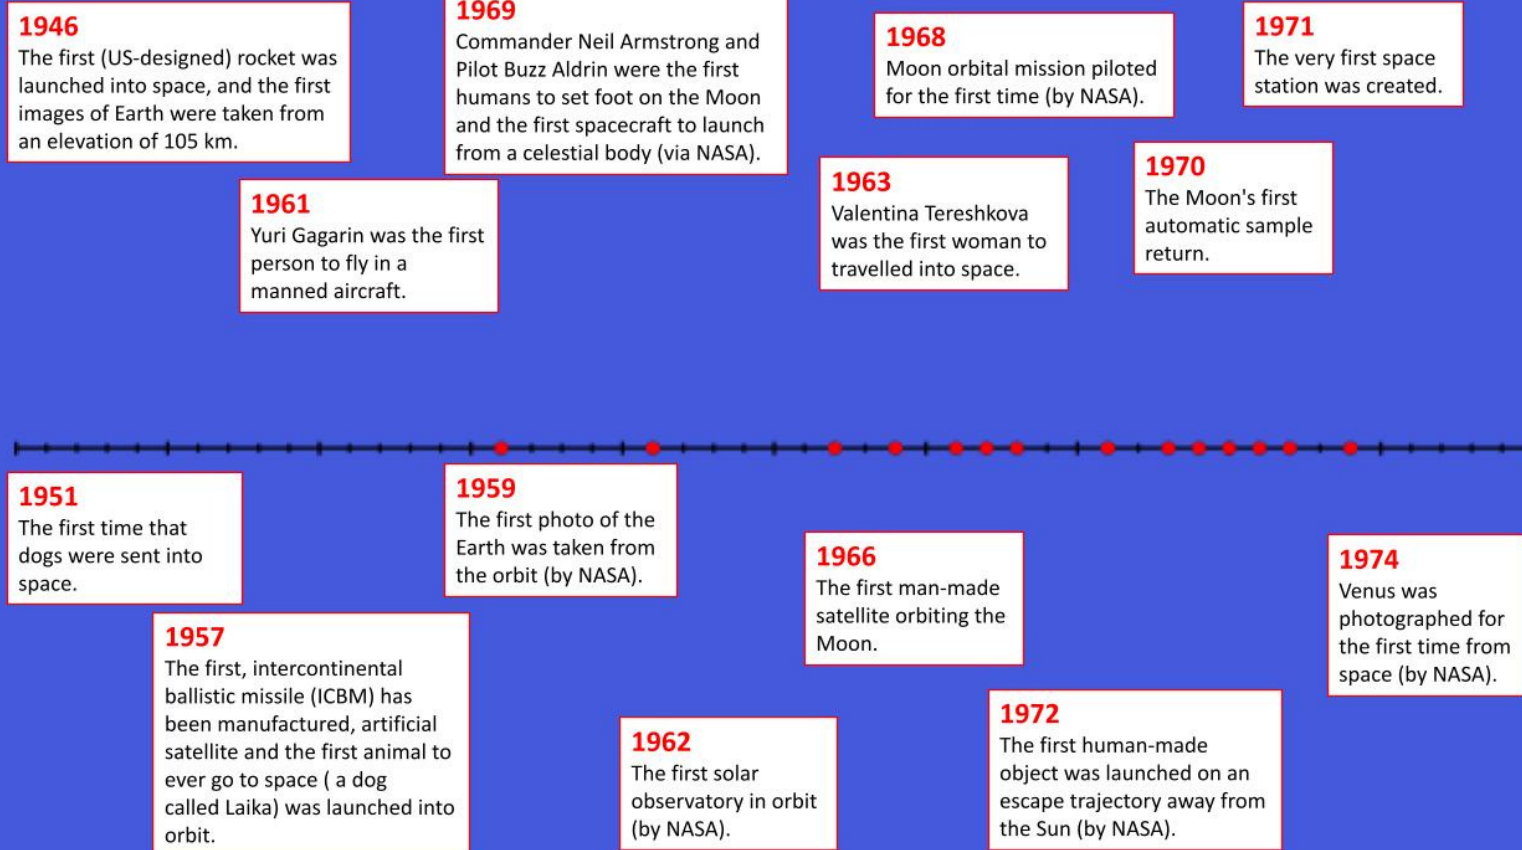 1946
The first (US-designed) rocket was
launched into space, and the first
images of Earth were taken from
an elevation of 105 km.
1969
Commander Neil Armstrong and
Pilot Buzz Aldrin were the first
humans to set foot on the Moon
and the first spacecraft to launch
from a celestial body (via NASA).
1968
Moon orbital mission piloted
for the first time (by NASA).
1971
The very first space
station was created.
1961
Yuri Gagarin was the first
person to fly in a
manned aircraft.
1963
Valentina Tereshkova
was the first woman to
travelled into space.
1970
The Moon's first
automatic sample
return.
1951
The first time that
dogs were sent into
space.
1959
The first photo of the
Earth was taken from
the orbit (by NASA).
1966
The first man-made
satellite orbiting the
Moon.
1974
Venus was
photographed for
the first time from
space (by NASA).
1957
The first, intercontinental
ballistic missile (ICBM) has
been manufactured, artificial
satellite and the first animal to
ever go to space ( a dog
called Laika) was launched into
orbit.
1962
The first solar
observatory in orbit
(by NASA).
1972
The first human-made
object was launched on an
escape trajectory away from
the Sun (by NASA).